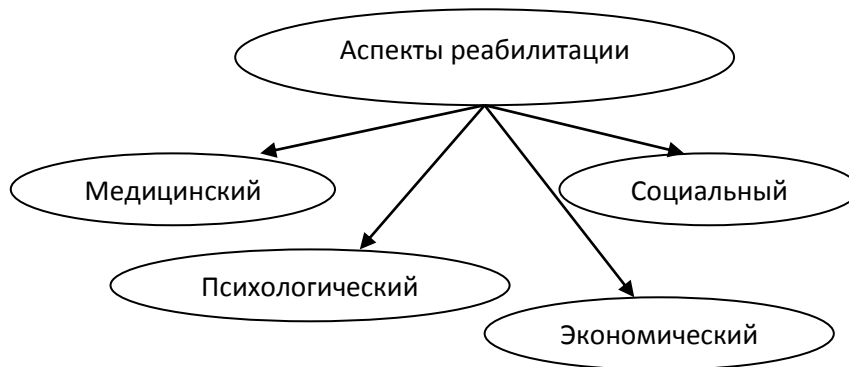 Аспекты реабилитации
Медицинский
Социальный
Психологический
Экономический